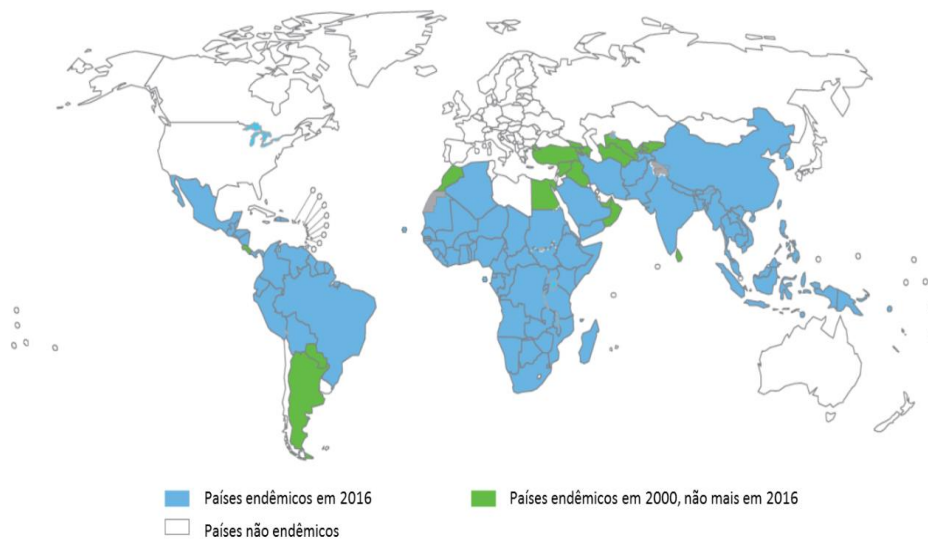 Países endêmicos em 2016
Países endêmicos em 2000, não mais em 2016
Países não endêmicos